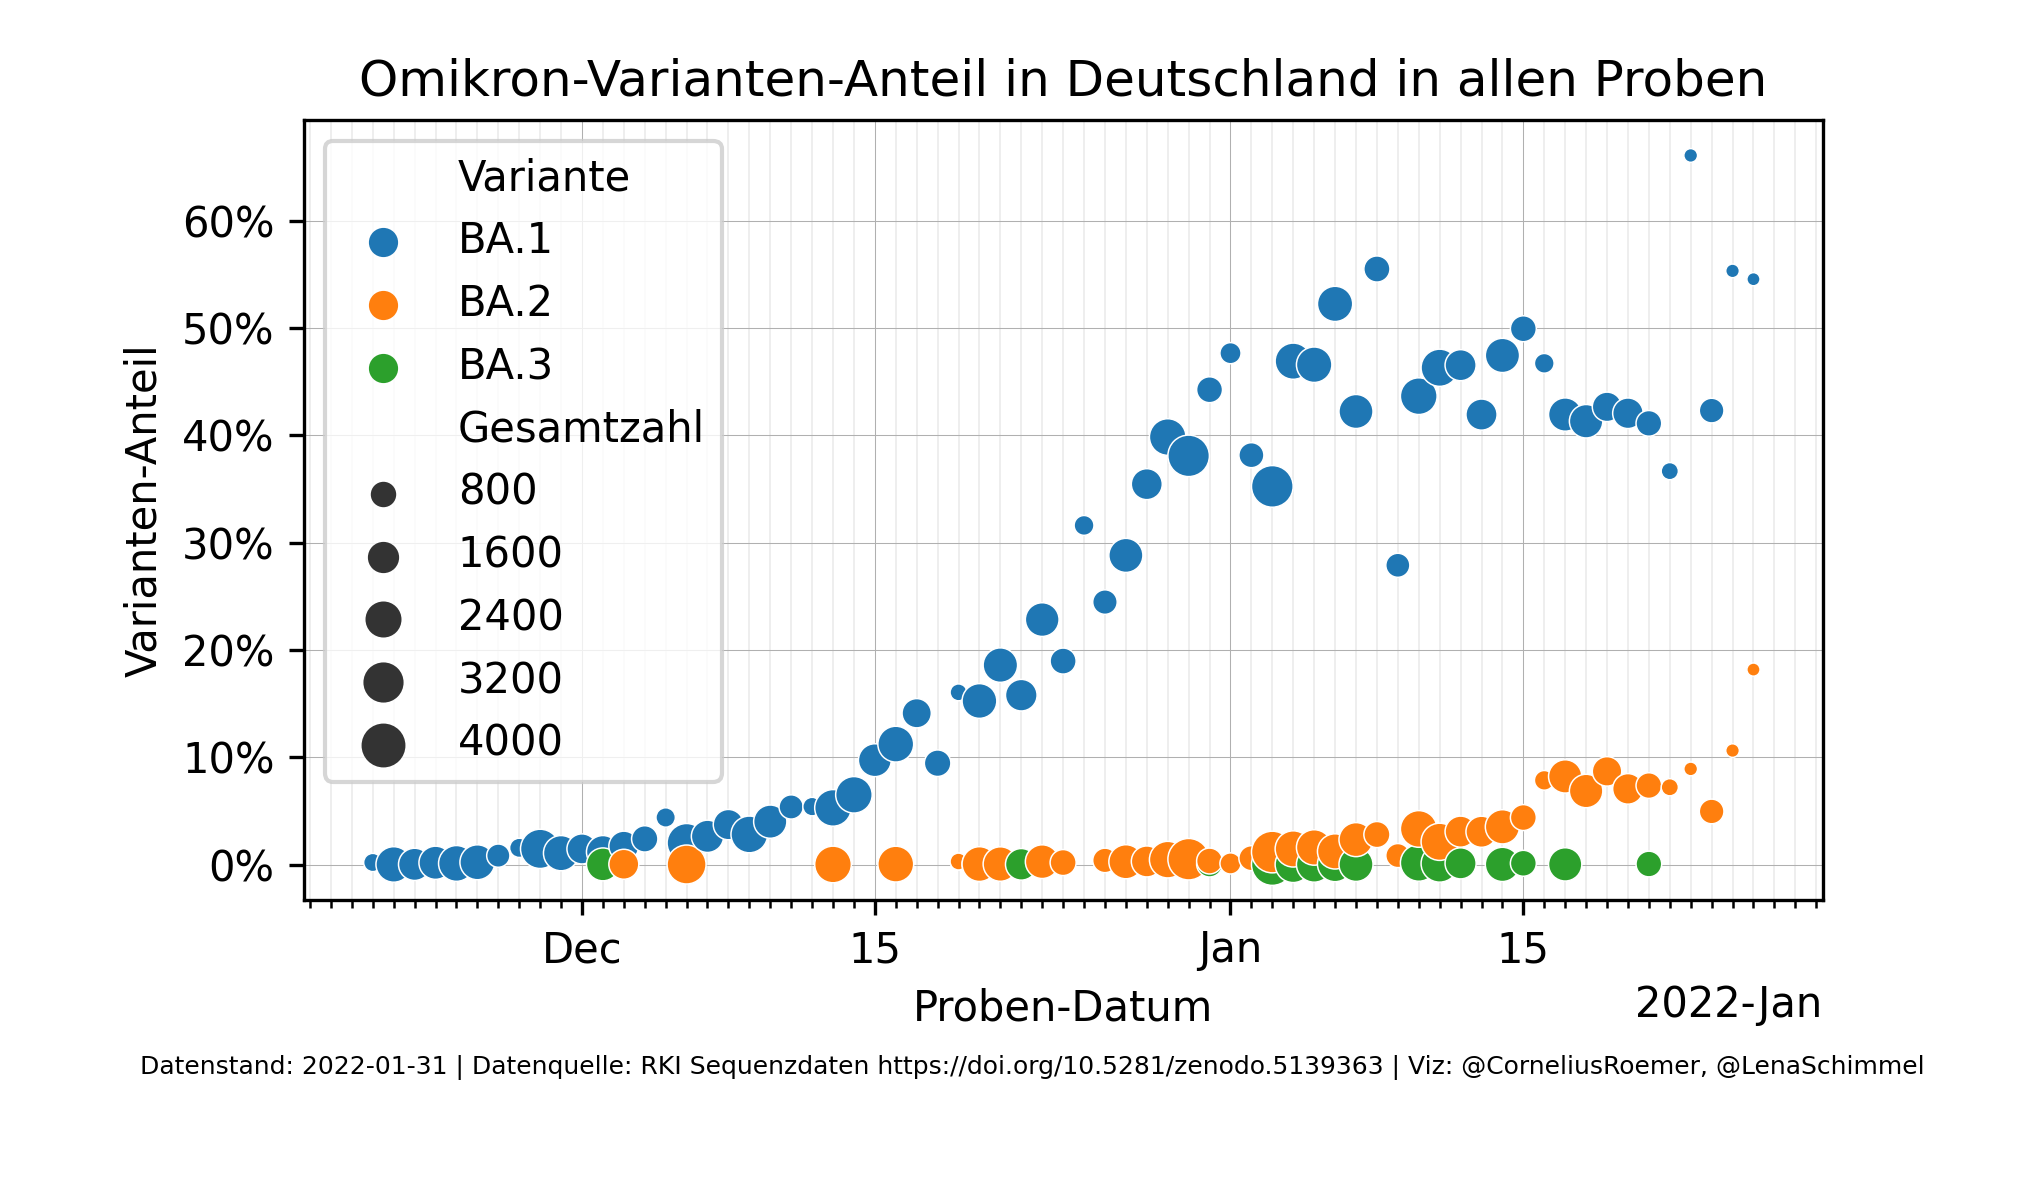 Omikron-Varianten-Anteil in Deutschland in allen Proben
Variante
BA.1
BA.2
BA.3
Gesamtzahl
800
1600
2400
3200
4000
Varianten-Anteil
60%
50%
40%
30%
20%
10%
0%
Dec 15 Jan 15
2022-Jan
Proben-Datum
Datenstand: 2022-01-31 | Datenquelle: RKI Sequenzdaten https://doi.org/10.5281/zenodo.5139363 | Viz: @CorneliusRoemer, @LenaSchimmel